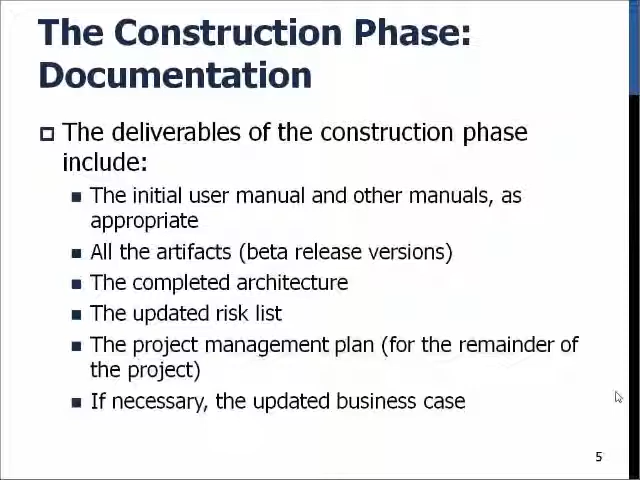 The Construction Phase:
Documentation
The deliverables of the construction phase
include:
The initial user manual and other manuals, as
appropriate
All the artifacts (beta release versions)
The completed architecture
The updated risk list
The project management plan (for the remainder of
the project)
If necessary, the updated business case
5